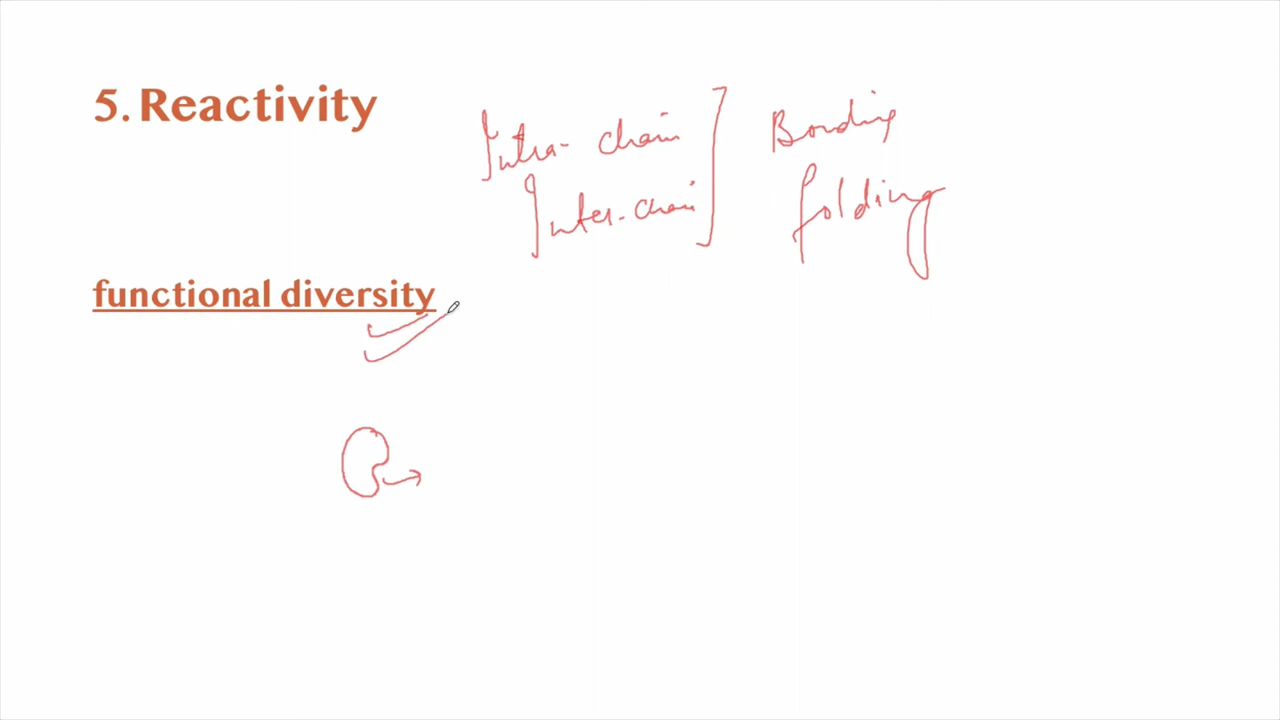 5. Reactivity
Intra- chain ] Bonding
Inter-chain folding
functional diversity